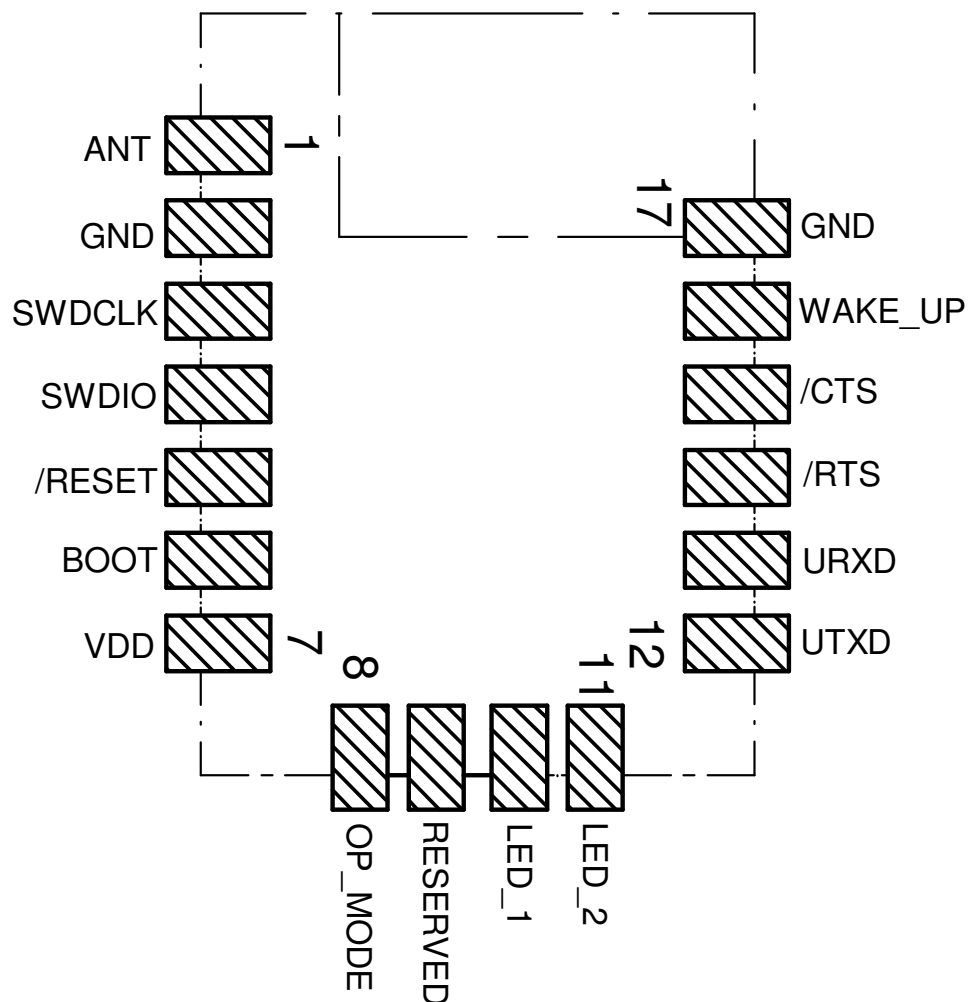 ANT
1
GND
SWDCLK
SWDIO
/RESET
BOOT
VDD
7
8
OP_MODE
RESERVED
LED_1
LED_2
11
12
UTXD
URXD
/RTS
/CTS
WAKE_UP
GND
17